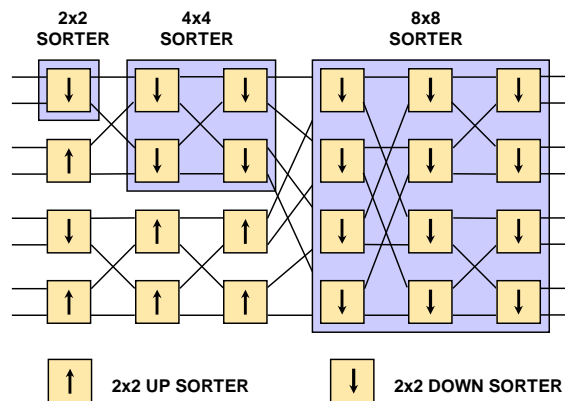 2x2
SORTER
4x4
SORTER
8x8
SORTER
2x2 UP SORTER
2x2 DOWN SORTER